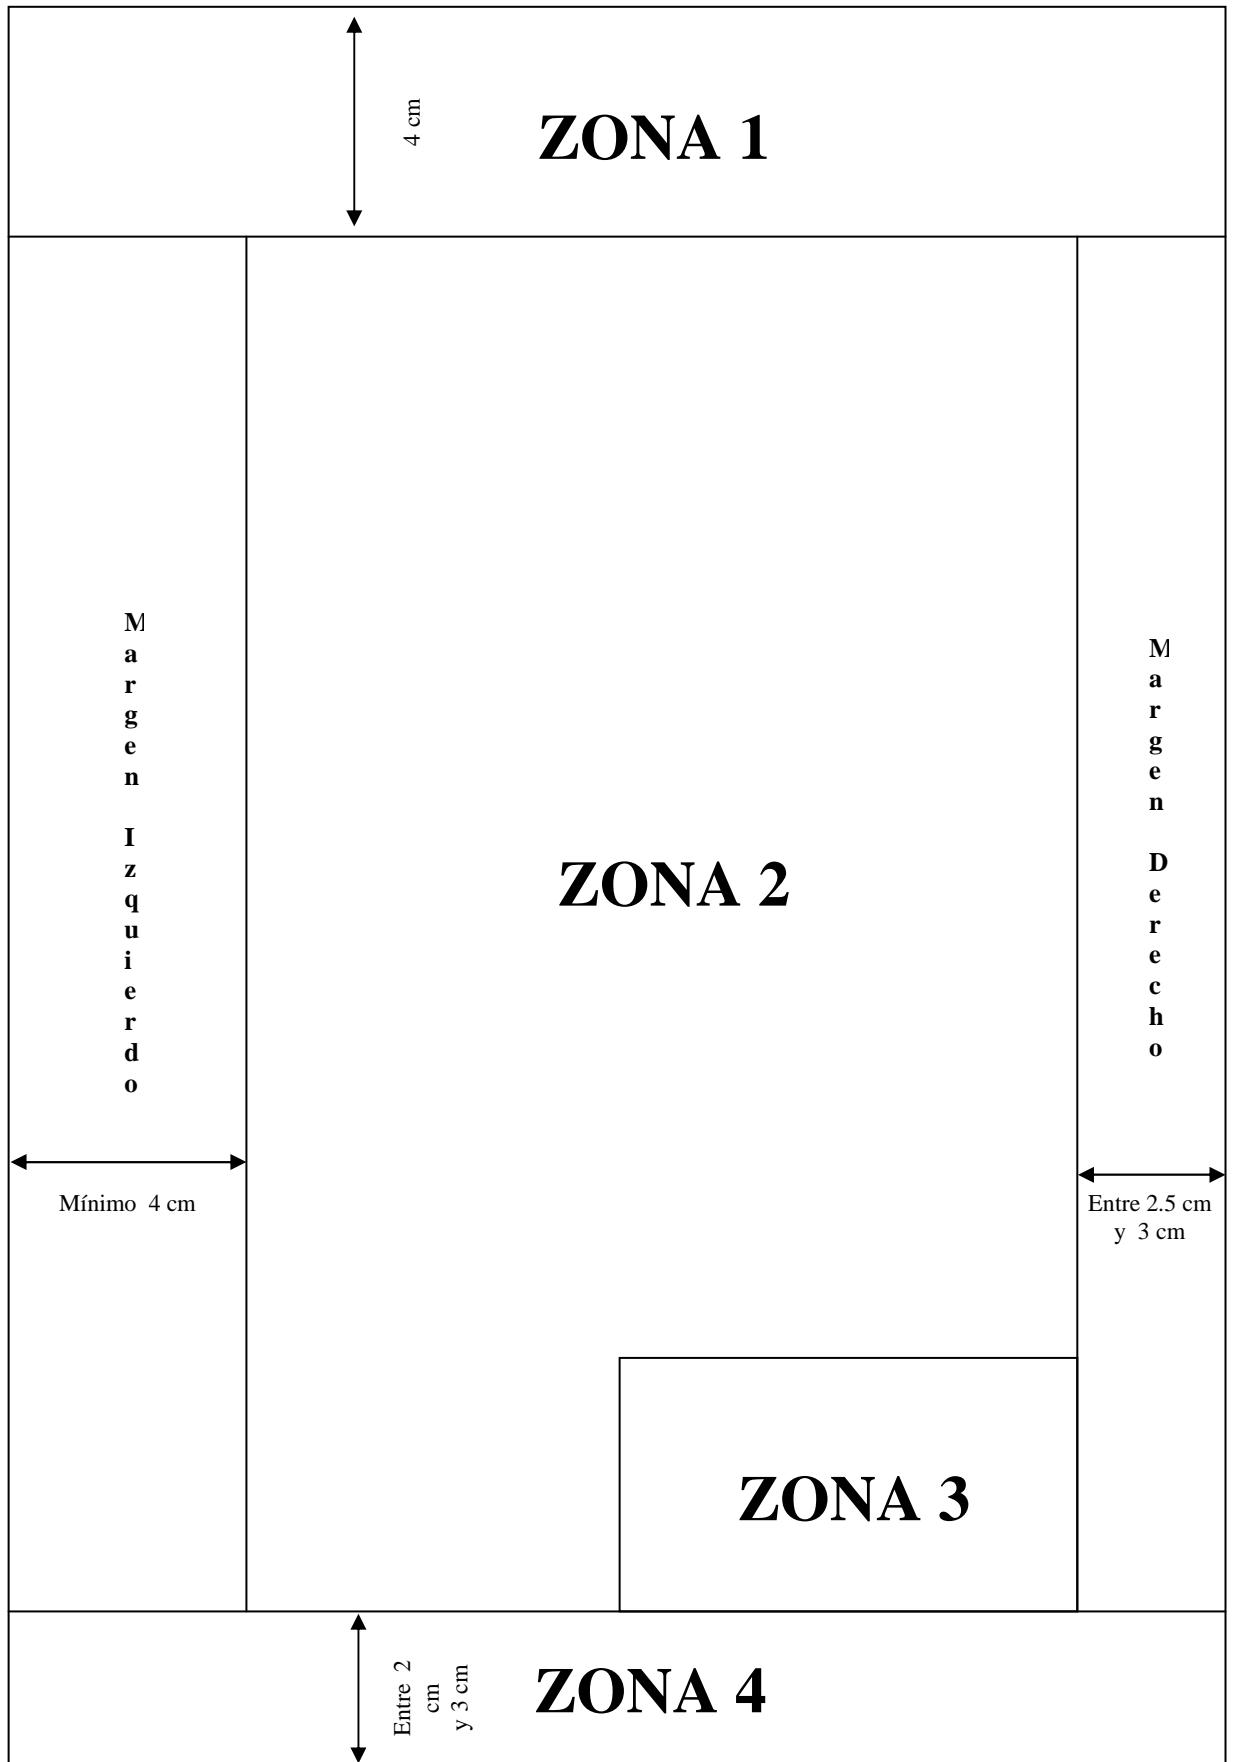 4 cm
ZONA 1
Margen Izquierdo
Margen Derecho
ZONA 2
Mínimo 4 cm
Entre 2.5 cm
y 3 cm
ZONA 3
Entre 2
cm
y 3 cm
ZONA 4